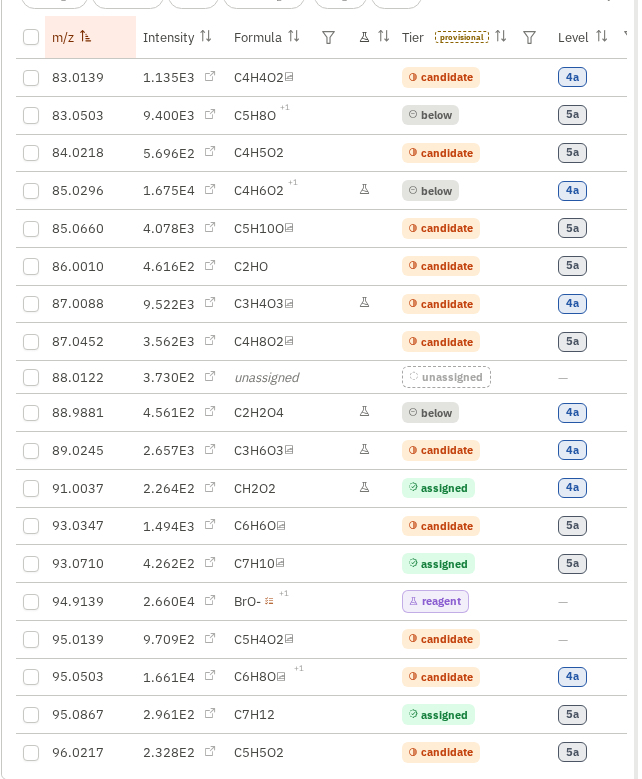 m/z Intensity Formula Tier provisional Level
83.0139 1.135E3 C4H4O2 candidate 4a
83.0503 9.400E3 C5H8O +1 below 5a
84.0218 5.696E2 C4H5O2 candidate 5a
85.0296 1.675E4 C4H6O2 +1 below 4a
85.0660 4.078E3 C5H10O candidate 5a
86.0010 4.616E2 C2HO candidate 5a
87.0088 9.522E3 C3H4O3 candidate 4a
87.0452 3.562E3 C4H8O2 candidate 5a
88.0122 3.730E2 unassigned unassigned —
88.9881 4.561E2 C2H2O4 below 4a
89.0245 2.657E3 C3H6O3 candidate 4a
91.0037 2.264E2 CH2O2 assigned 4a
93.0347 1.494E3 C6H6O candidate 5a
93.0710 4.262E2 C7H10 assigned 5a
94.9139 2.660E4 BrO- +1 reagent —
95.0139 9.709E2 C5H4O2 candidate —
95.0503 1.661E4 C6H8O +1 candidate 4a
95.0867 2.961E2 C7H12 assigned 5a
96.0217 2.328E2 C5H5O2 candidate 5a